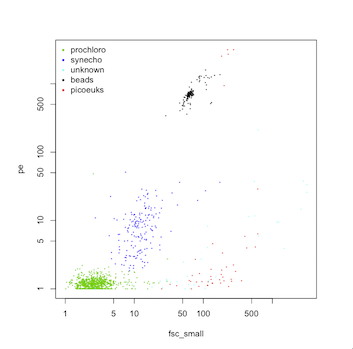 prochloro
synecho
unknown
beads
picoeuks
pe
500
100
50
10
5
1
1 5 10 50 100 500
fsc_small